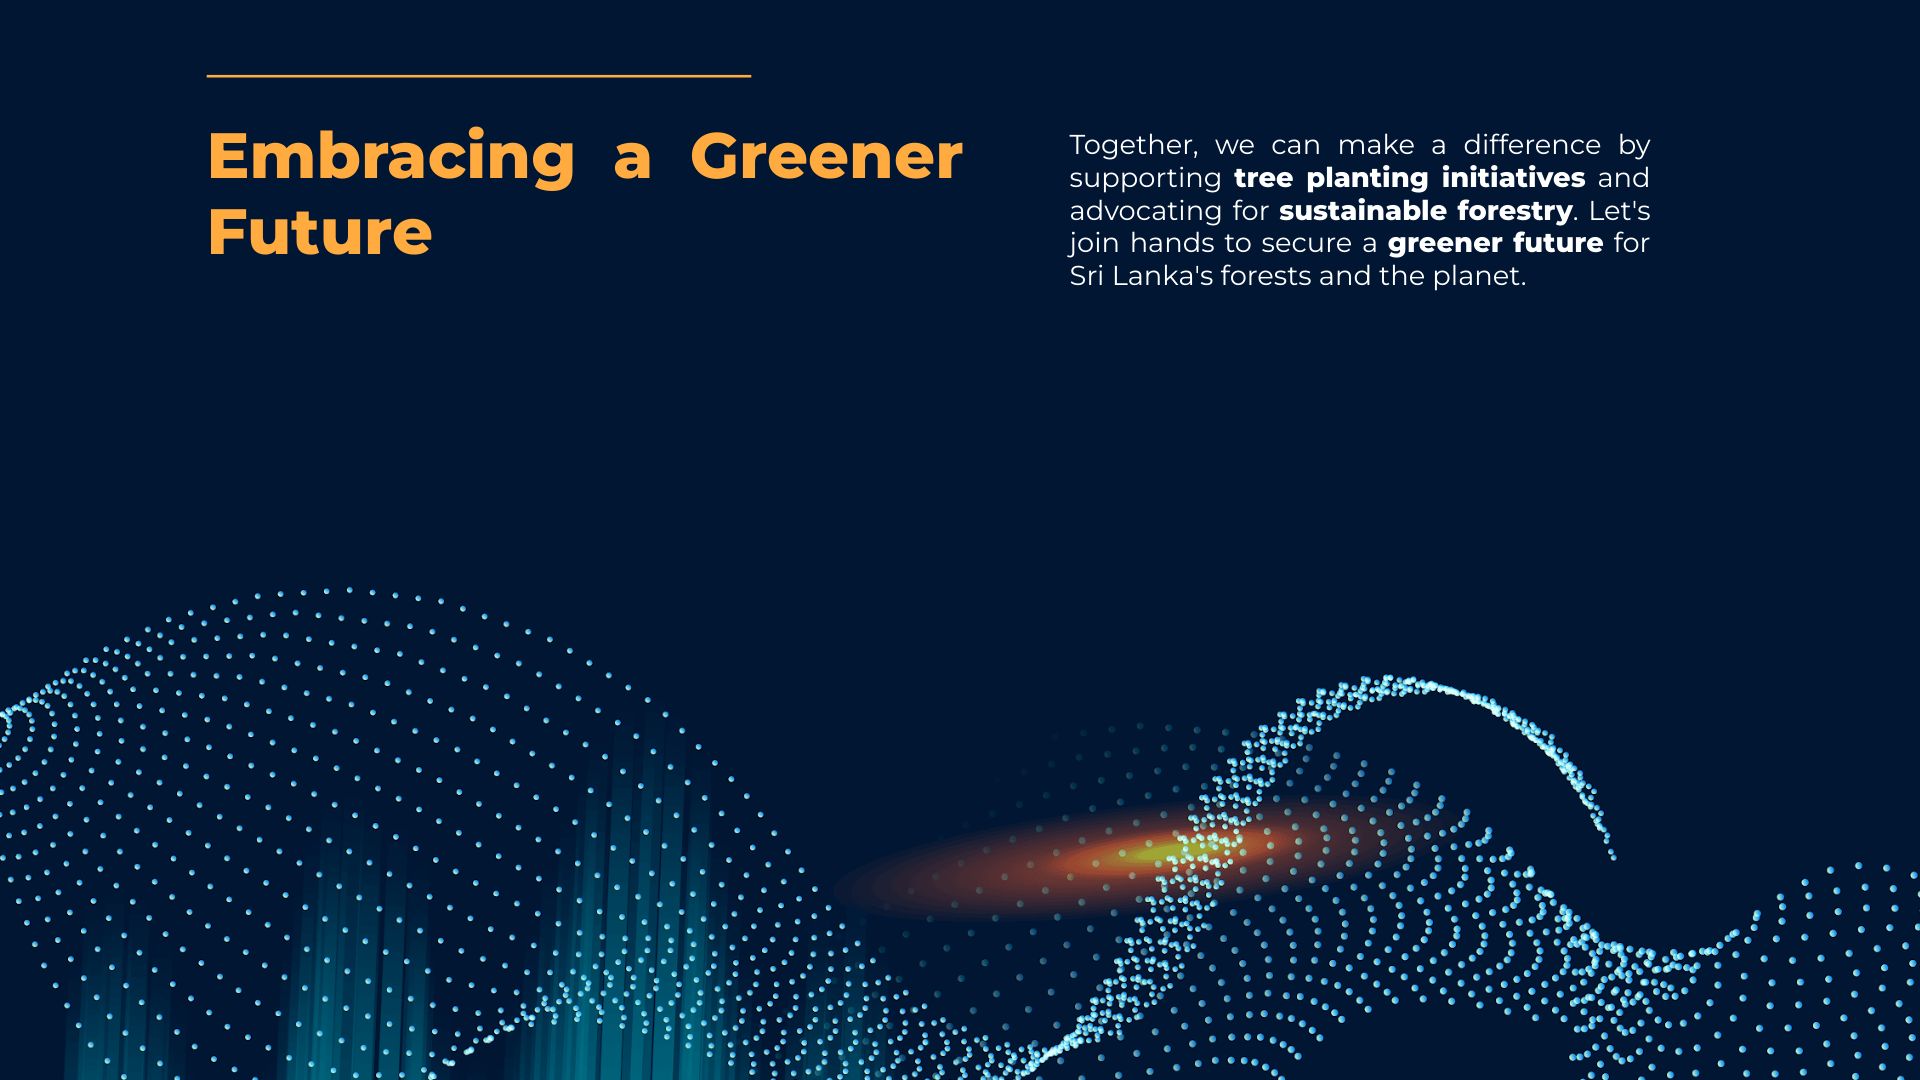 Embracing a Greener
Future
Together, we can make a difference by
supporting tree planting initiatives and
advocating for sustainable forestry. Let's
join hands to secure a greener future for
Sri Lanka's forests and the planet.